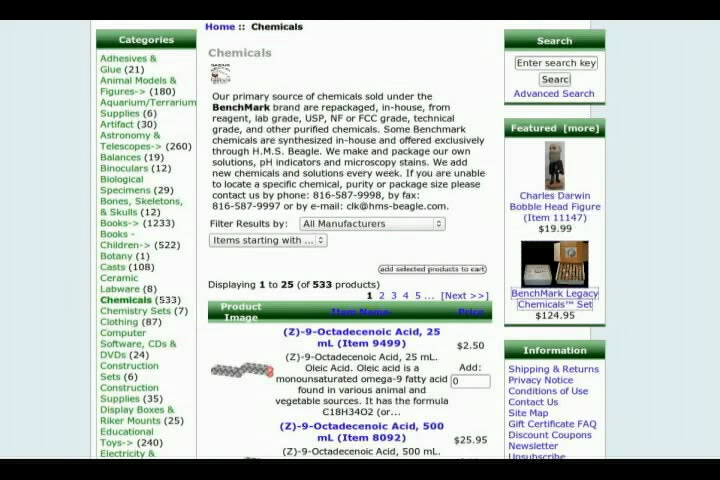 Home :: Chemicals
Categories
Adhesives &
Glue (21)
Animal Models &
Figures-> (180)
Aquarium/Terrarium
Supplies (6)
Artifact (30)
Astronomy &
Telescopes-> (260)
Balances (19)
Binoculars (12)
Biological
Specimens (29)
Bones, Skeletons,
& Skulls (12)
Books-> (1233)
Books -
Children-> (522)
Botany (1)
Casts (108)
Ceramic
Labware (8)
Chemicals (533)
Chemistry Sets (7)
Clothing (87)
Computer
Software, CDs &
DVDs (24)
Construction
Sets (6)
Construction
Supplies (35)
Display Boxes &
Riker Mounts (25)
Educational
Toys-> (240)
Electricity &
Chemicals
Our primary source of chemicals sold under the
BenchMark brand are repackaged, in-house, from
reagent, lab grade, USP, NF or FCC grade, technical
grade, and other purified chemicals. Some Benchmark
chemicals are synthesized in-house and offered exclusively
through H.M.S. Beagle. We make and package our own
solutions, pH indicators and microscopy stains. We add
new chemicals and solutions every week. If you are unable
to locate a specific chemical, purity or package size please
contact us by phone: 816-587-9998, by fax:
816-587-9997 or by e-mail: clk@hms-beagle.com.
Filter Results by: All Manufacturers
Items starting with ...
add selected products to cart
Displaying 1 to 25 (of 533 products)
1 2 3 4 5 ... [Next >>]
Product
Image
Item Name
Price
(Z)-9-Octadecenoic Acid, 25
mL (Item 9499)
(Z)-9-Octadecenoic Acid, 25 mL.
Oleic Acid. Oleic acid is a
monounsaturated omega-9 fatty acid
found in various animal and
vegetable sources. It has the formula
C18H34O2 (or...
$2.50
Add:
0
(Z)-9-Octadecenoic Acid, 500
mL (Item 8092)
$25.95
(Z)-9-Octadecenoic Acid, 500 mL.
Search
Enter search key
Searc
Advanced Search
Featured [more]
Charles Darwin
Bobble Head Figure
(Item 11147)
$19.99
BenchMark Legacy
Chemicals™ Set
$124.95
Information
Shipping & Returns
Privacy Notice
Conditions of Use
Contact Us
Site Map
Gift Certificate FAQ
Discount Coupons
Newsletter
Unsubscribe